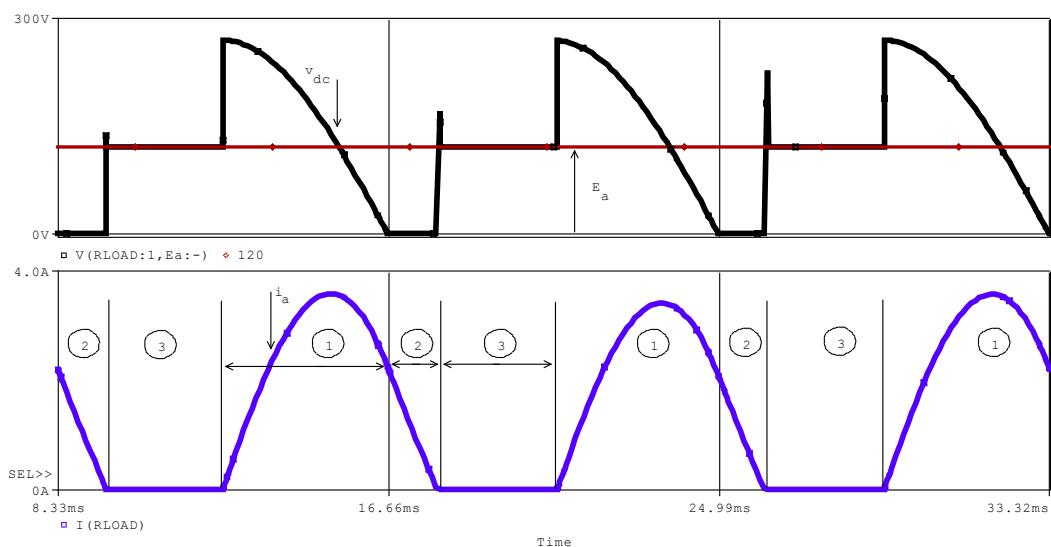 300V
v dc
E a
0V
V(RLOAD:1,Ea:-) 120
4.0A
i a
2 3 1 2 3 1 2 3 1
SEL>>
0A
8.33ms 16.66ms 24.99ms 33.32ms
I(RLOAD)
Time